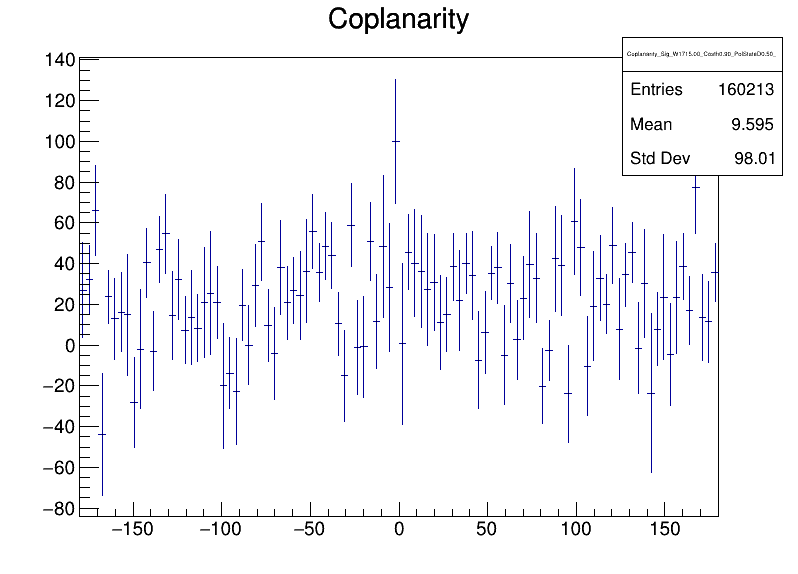 Coplanarity
Coplanarity_Sig_W1715.00_Costh0.90_PolStateD0.50_
Entries 160213
Mean 9.595
Std Dev 98.01
140
120
100
80
60
40
20
0
−20
−40
−60
−80
−150 −100 −50 0 50 100 150